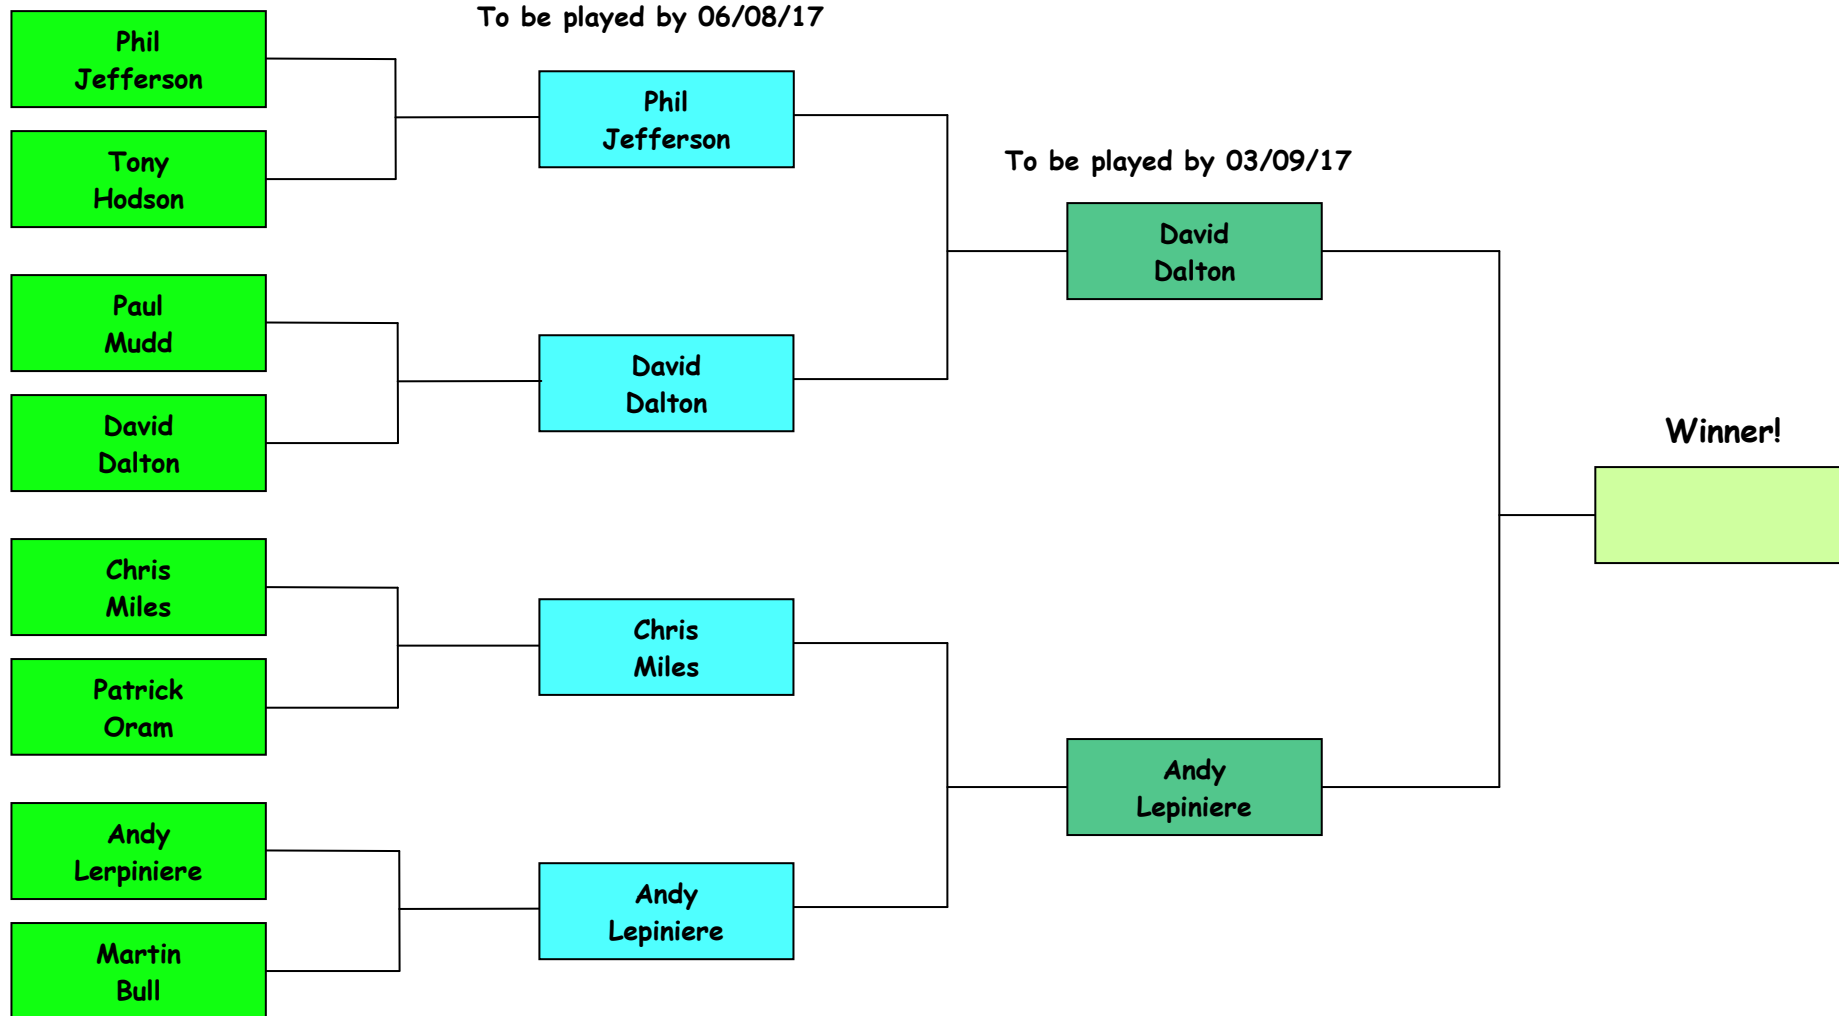 To be played by 06/08/17
Phil
Jefferson
Tony
Hodson
Paul
Mudd
David
Dalton
Chris
Miles
Patrick
Oram
Andy
Lerpiniere
Martin
Bull
Phil
Jefferson
David
Dalton
Chris
Miles
Andy
Lepiniere
To be played by 03/09/17
David
Dalton
Andy
Lepiniere
Winner!